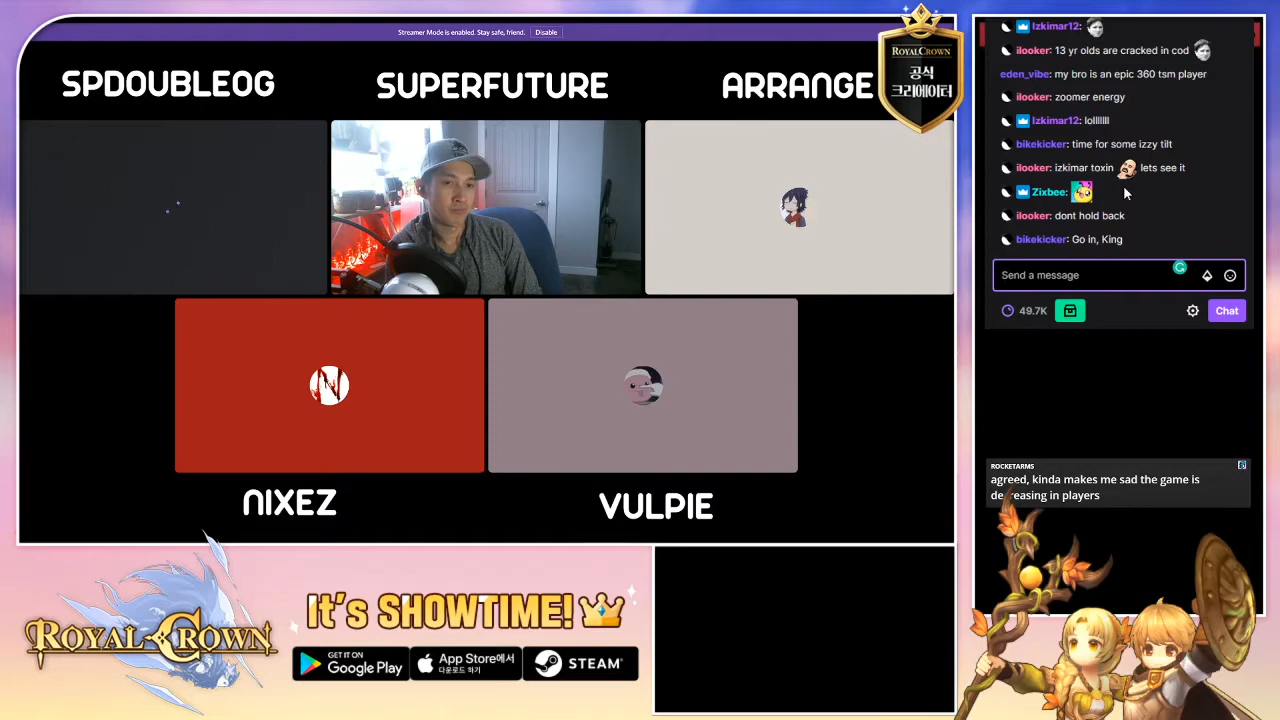 Streamer Mode is enabled. Stay safe, friend. Disable
SPDOUBLEOG
SUPERFUTURE
ARRANGE
ROYALCROWN
공식
크리에이터
NIXEZ
VULPIE
Izkimar12:
ilooker: 13 yr olds are cracked in cod
eden_vibe: my bro is an epic 360 tsm player
ilooker: zoomer energy
Izkimar12: lolllllll
bikekicker: time for some izzy tilt
ilooker: izkimar toxin lets see it
Zixbee:
ilooker: dont hold back
bikekicker: Go in, King
Send a message
49.7K
Chat
ROCKETARMS
agreed, kinda makes me sad the game is
decreasing in players
ROYAL CROWN
It's SHOWTIME!
GET IT ON
Google Play
App Store에서
다운로드 하기
STEAM